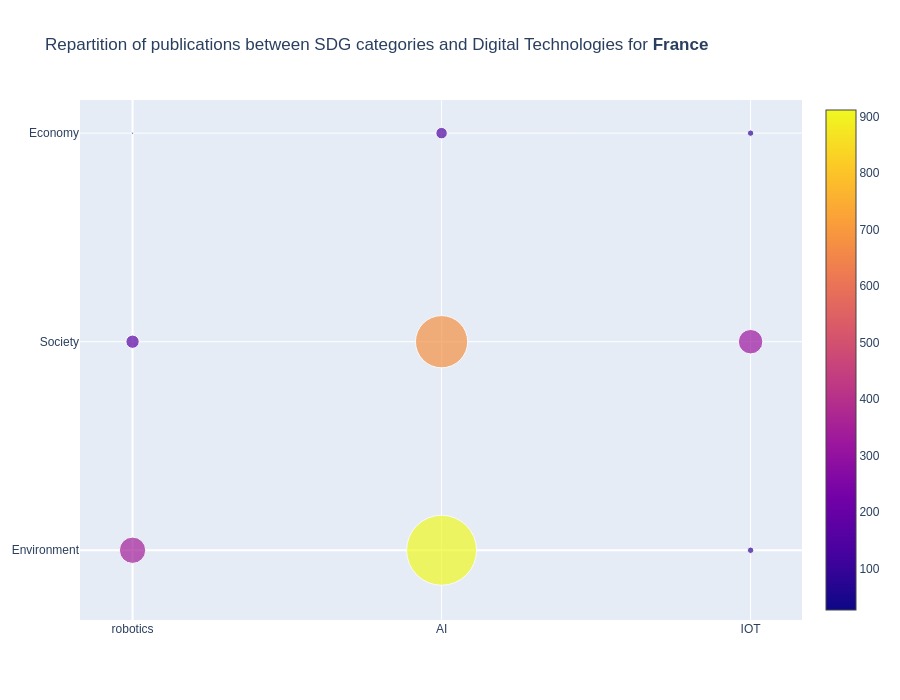 Repartition of publications between SDG categories and Digital Technologies for France
Economy
Society
Environment
robotics
AI
IOT
900
800
700
600
500
400
300
200
100